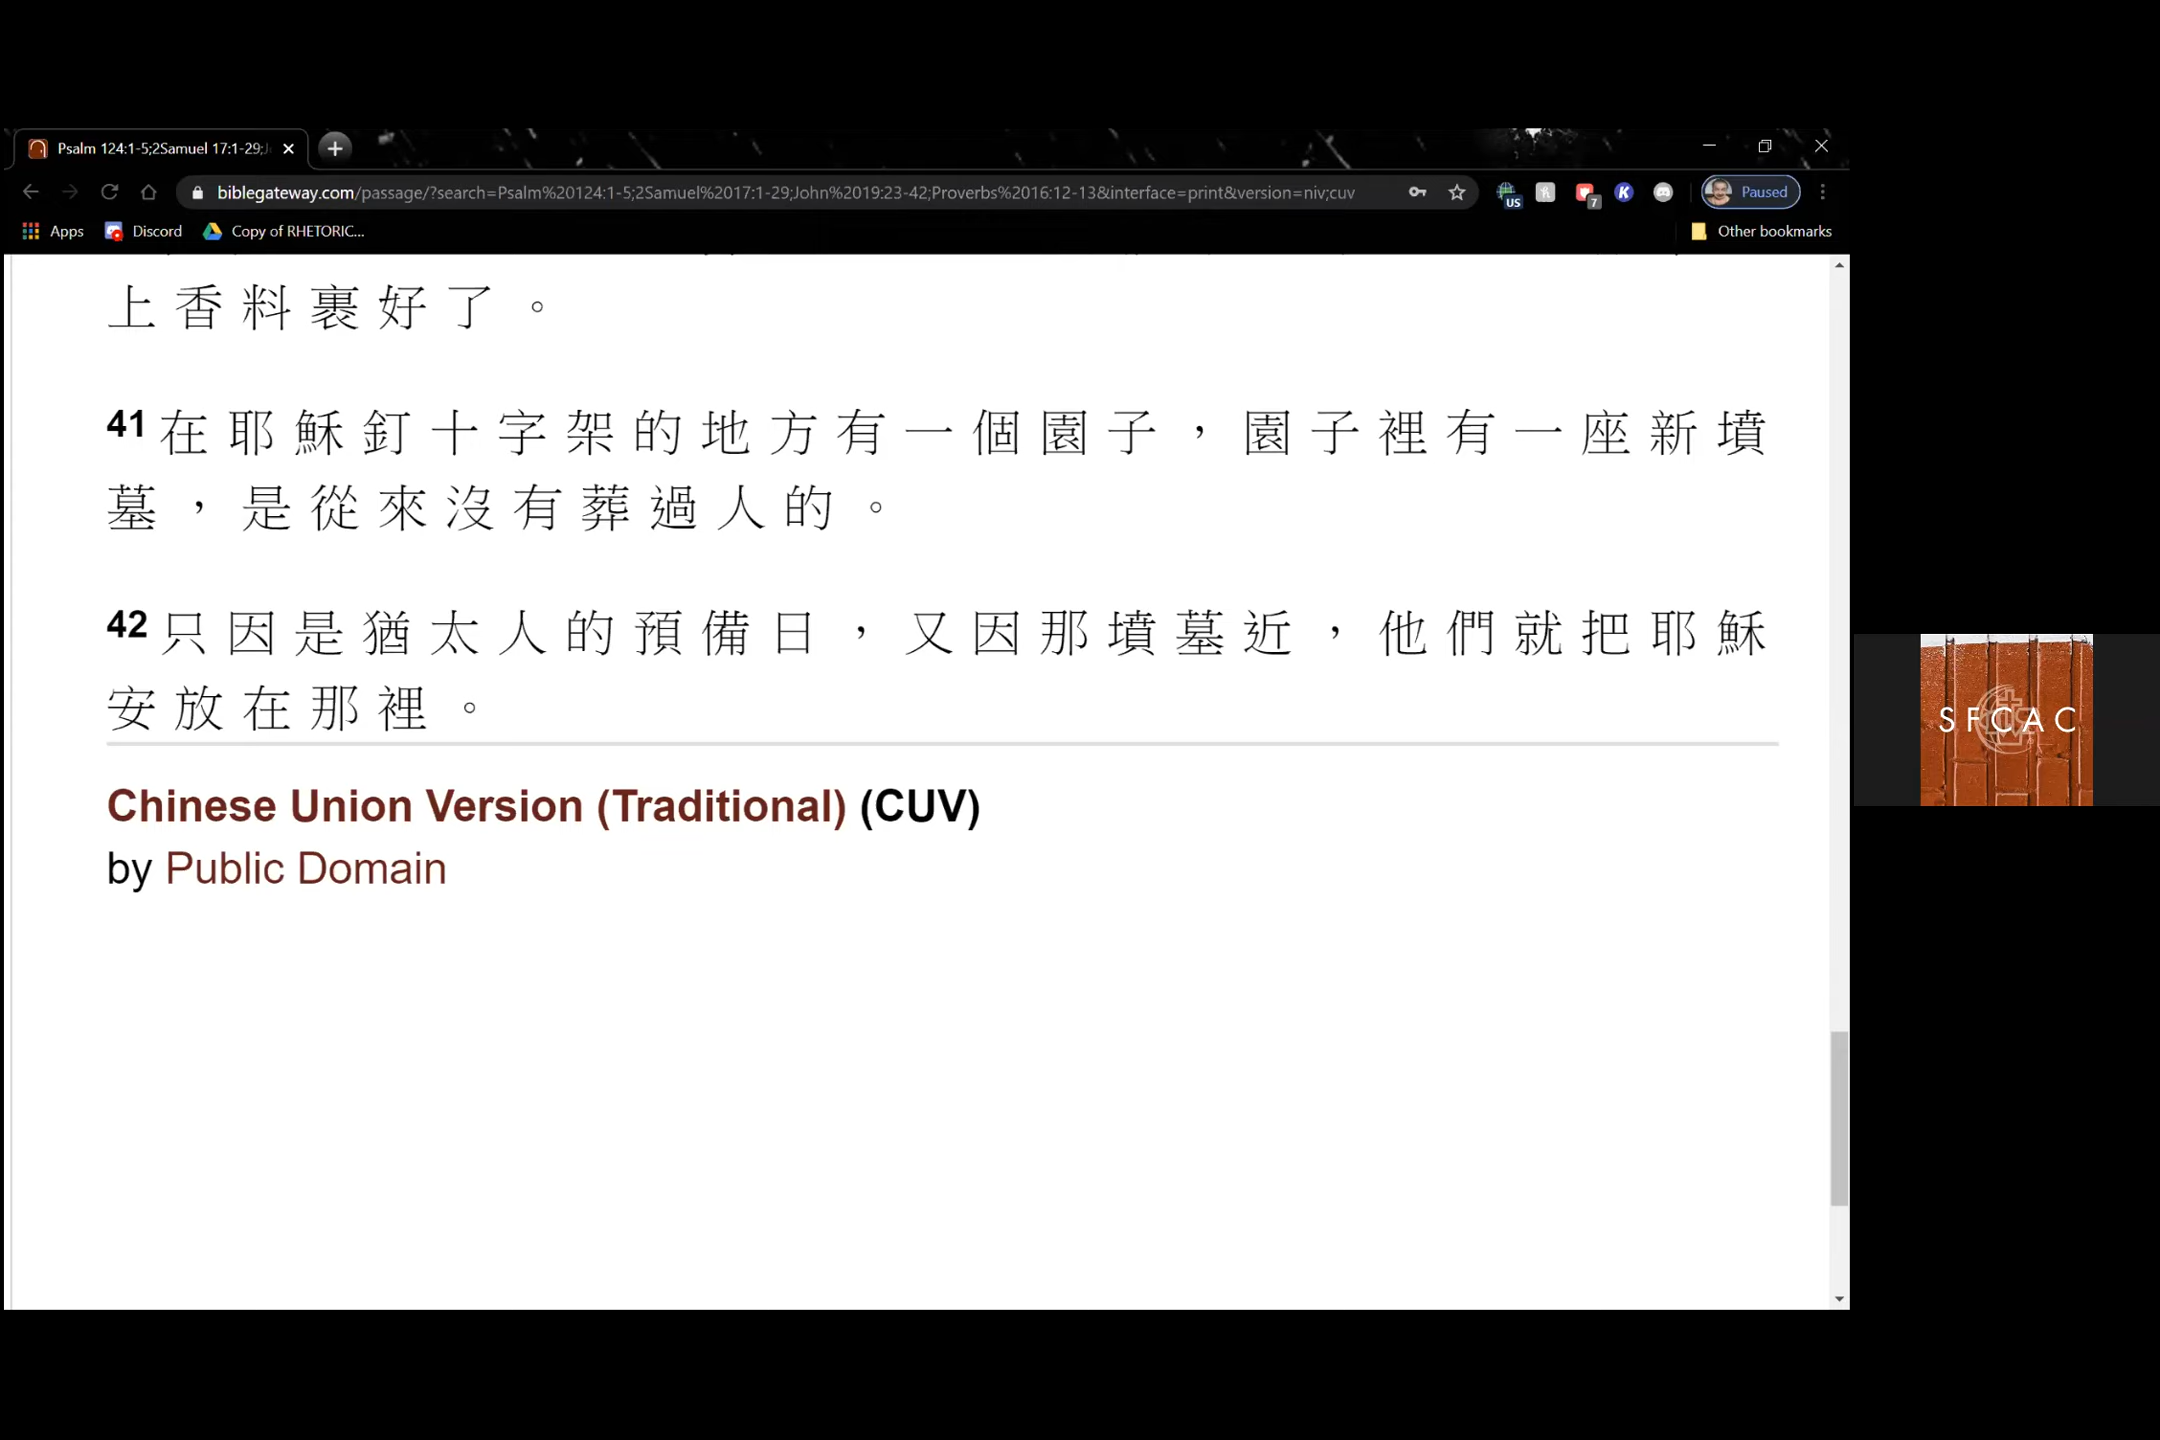 Psalm 124:1-5;2Samuel 17:1-29;J
biblegateway.com/passage/?search=Psalm%20124:1-5;2Samuel%2017:1-29;John%2019:23-42;Proverbs%2016:12-13&interface=print&version=niv;cuv
US
7
K
Paused
Apps
Discord
Copy of RHETORIC...
Other bookmarks
上香料裹好了。
41 在耶穌釘十字架的地方有一個園子，園子裡有一座新墳
墓，是從來沒有葬過人的。
42 只因是猶太人的預備日，又因那墳墓近，他們就把耶穌
安放在那裡。
Chinese Union Version (Traditional) (CUV)
by Public Domain
SFCAC